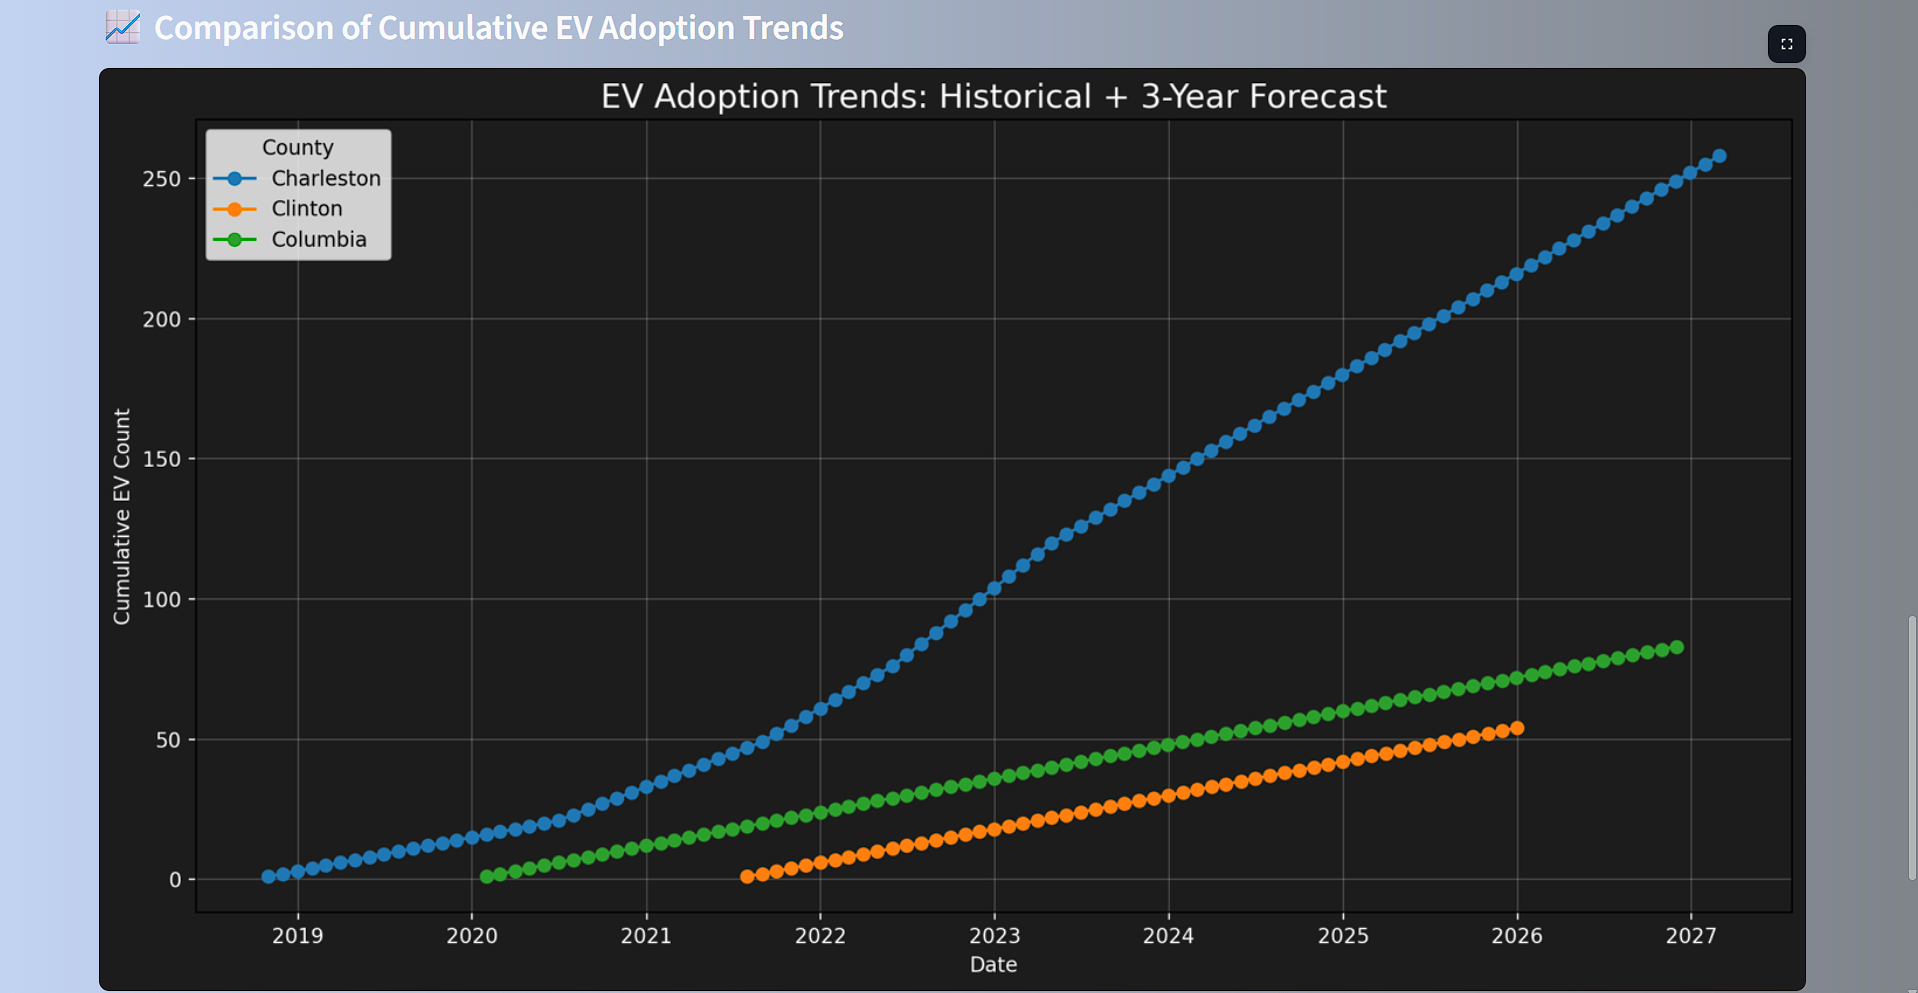 Comparison of Cumulative EV Adoption Trends
EV Adoption Trends: Historical + 3-Year Forecast
County
Charleston
Clinton
Columbia
250
200
150
100
50
0
Cumulative EV Count
2019 2020 2021 2022 2023 2024 2025 2026 2027
Date